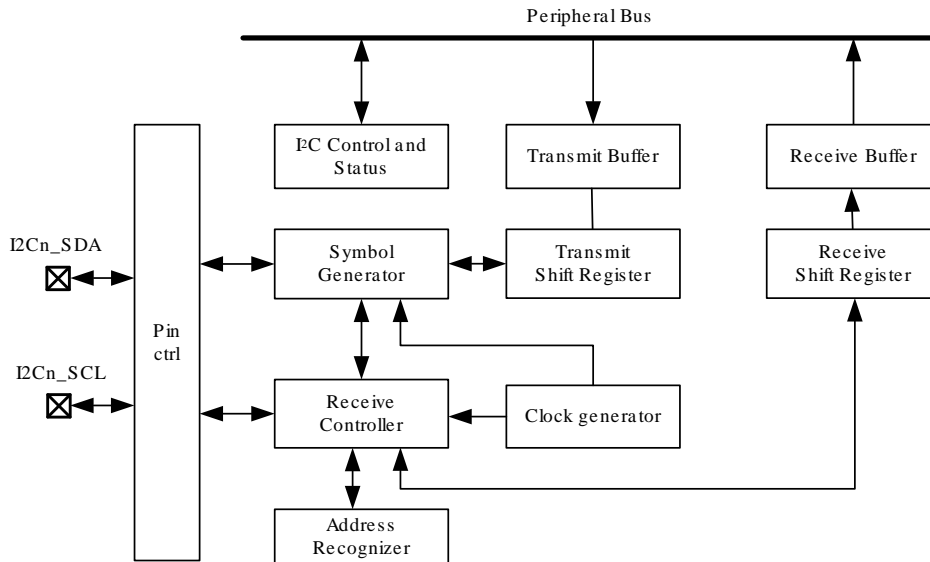 Peripheral Bus
I2C Control and
Status
Transmit Buffer
Receive Buffer
I2Cn_SDA
Symbol
Generator
Transmit
Shift Register
Receive
Shift Register
Pin
ctrl
I2Cn_SCL
Receive
Controller
Clock generator
Address
Recognizer